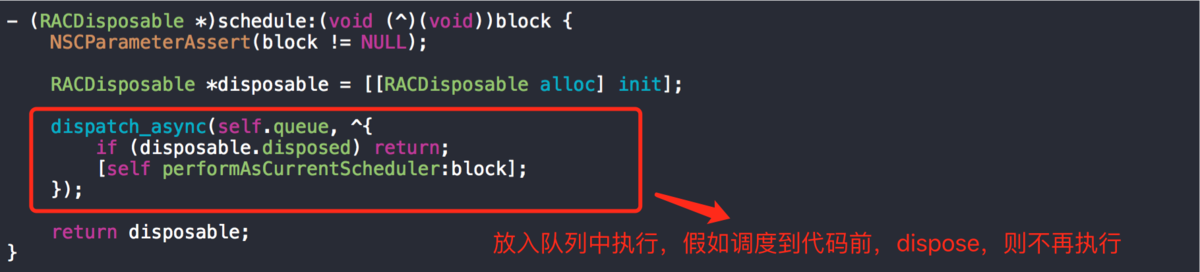 - (RACDisposable *)schedule:(void (^)(void))block {
    NSCParameterAssert(block != NULL);
    RACDisposable *disposable = [[RACDisposable alloc] init];
    dispatch_async(self.queue, ^{
        if (disposable.disposed) return;
        [self performAsCurrentScheduler:block];
    });
    return disposable;
放入队列中执行，假如调度到代码前，dispose，则不再执行
}